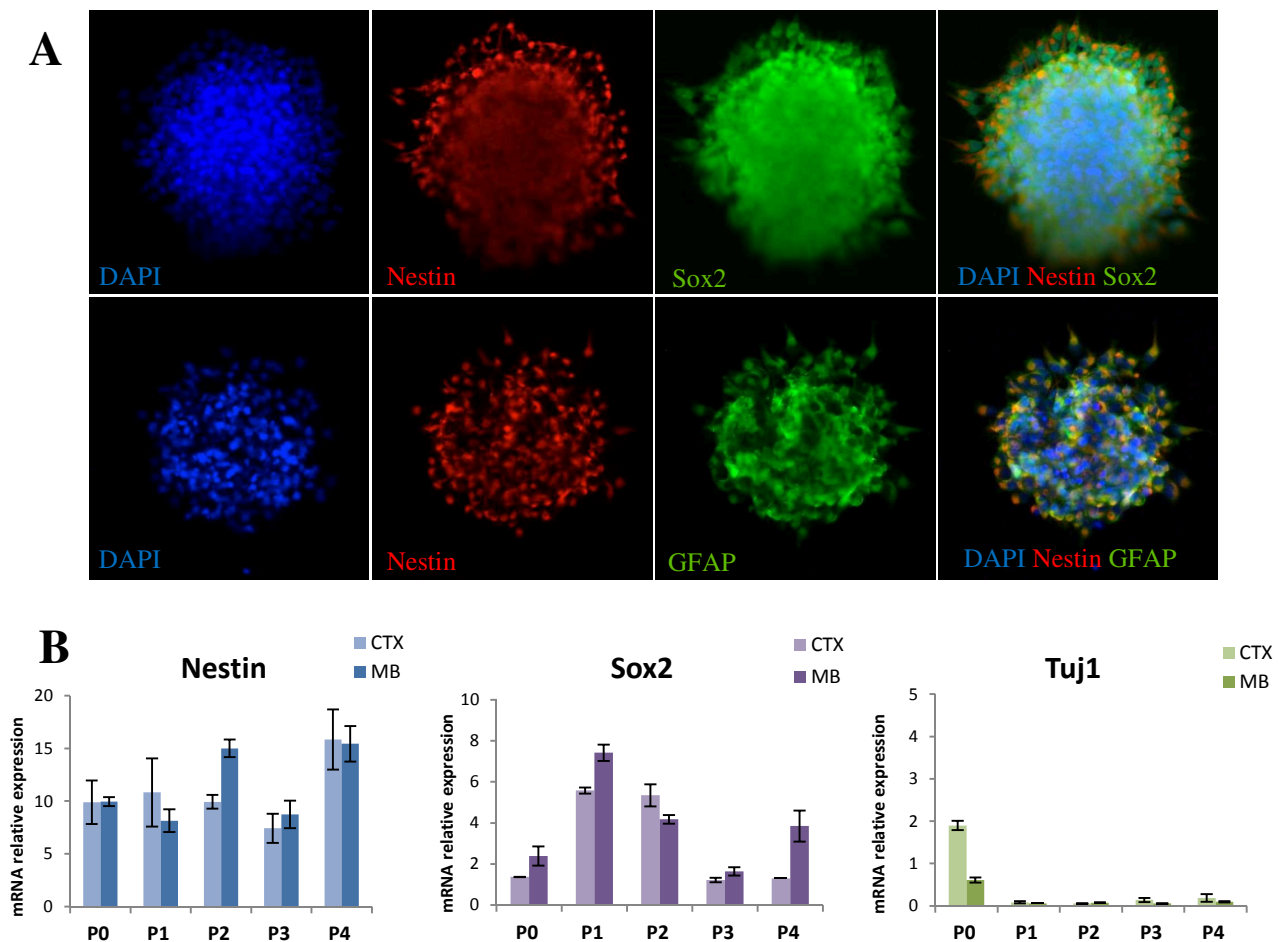 A
DAPI
Nestin
Sox2
DAPI Nestin Sox2
DAPI
Nestin
GFAP
DAPI Nestin GFAP
B
Nestin
CTX
MB
mRNA relative expression
20
15
10
5
0
P0 P1 P2 P3 P4
Sox2
CTX
MB
mRNA relative expression
10
8
6
4
2
0
P0 P1 P2 P3 P4
Tuj1
CTX
MB
mRNA relative expression
5
4
3
2
1
0
P0 P1 P2 P3 P4